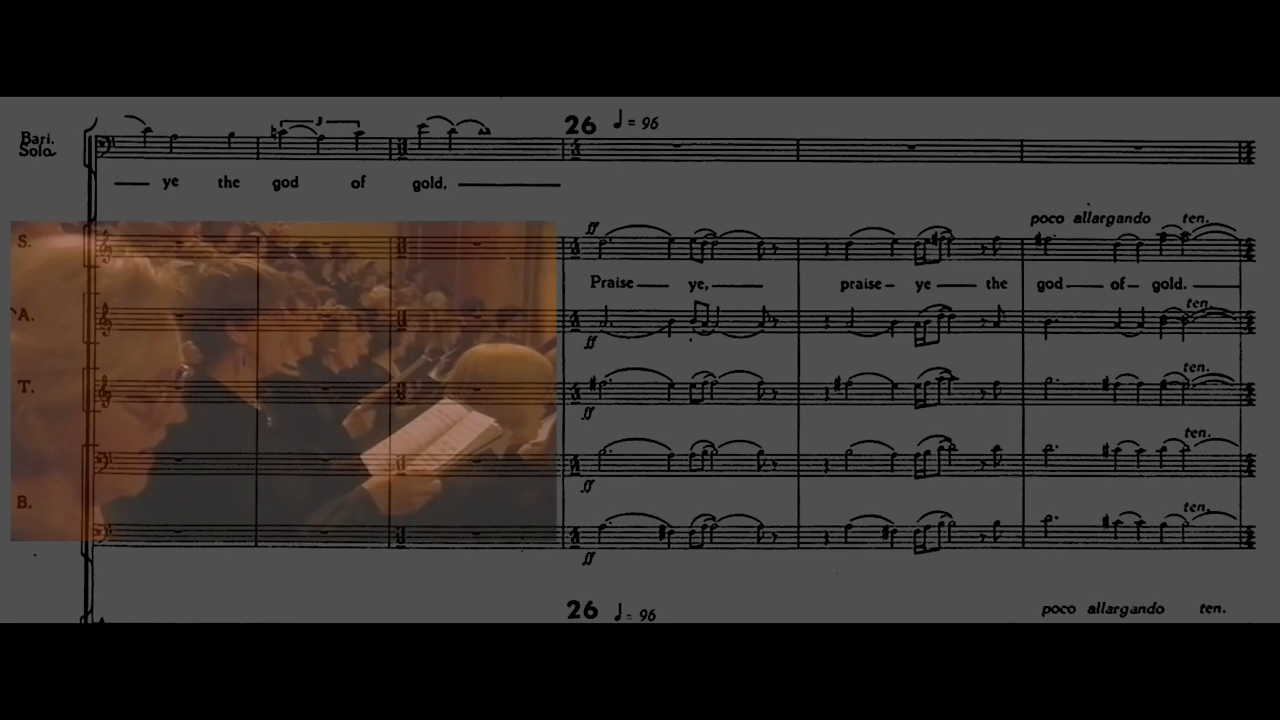 26 ♩ = 96
Bari.
Solo
3
ye the god of gold,
poco allargando ten.
S.
ff
Praise ye, praise ye the god of gold.
A.
ten.
ff
T.
ten.
ff
ten.
ff
B.
ten.
ff
26 ♩ = 96 poco allargando ten.